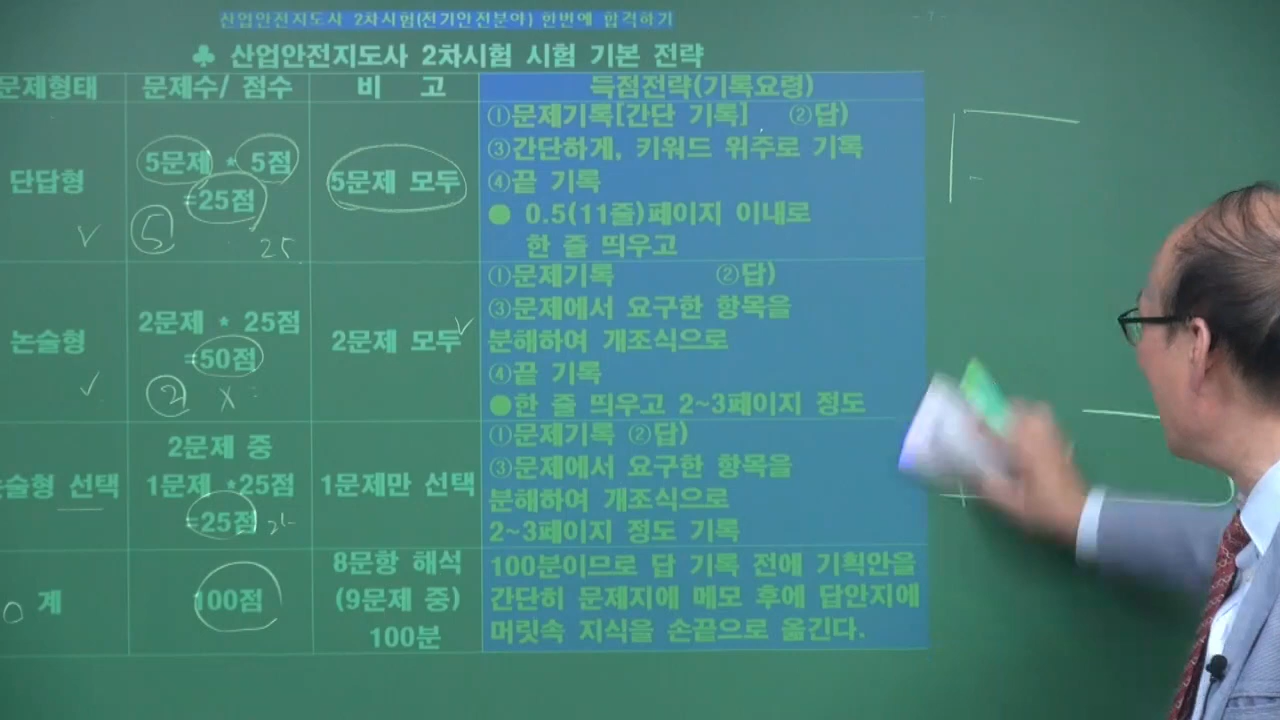 산업안전지도사 2차시험(전기안전분야) 한번에 합격하기
♣ 산업안전지도사 2차시험 시험 기본 전략
문제형태 문제수/ 점수 비 고 득점전략(기록요령)
단답형
5문제 * 5점
=25점
5
25
5문제 모두
①문제기록[간단 기록] ②답)
③간단하게, 키워드 위주로 기록
④끝 기록
● 0.5(11줄)페이지 이내로
한 줄 띄우고
논술형
2문제 * 25점
=50점
2
2문제 모두
①문제기록 ②답)
③문제에서 요구한 항목을
분해하여 개조식으로
④끝 기록
●한 줄 띄우고 2~3페이지 정도
논술형 선택
2문제 중
1문제 *25점
=25점
1문제만 선택
①문제기록 ②답)
③문제에서 요구한 항목을
분해하여 개조식으로
2~3페이지 정도 기록
계
100점
8문항 해석
(9문제 중)
100분
100분이므로 답 기록 전에 기획안을
간단히 문제지에 메모 후에 답안지에
머릿속 지식을 손끝으로 옮긴다.